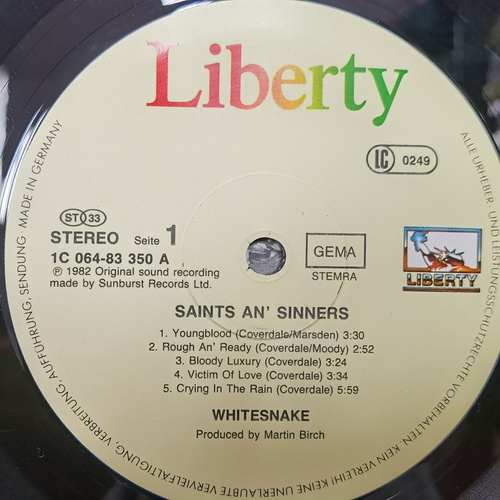 Liberty
LC 0249
ST 33
STEREO Seite 1
1C 064-83 350 A
℗ 1982 Original sound recording
made by Sunburst Records Ltd.
GEMA
STEMRA
LIBERTY
SAINTS AN' SINNERS
1. Youngblood (Coverdale/Marsden) 3:30
2. Rough An' Ready (Coverdale/Moody) 2:52
3. Bloody Luxury (Coverdale) 3:24
4. Victim Of Love (Coverdale) 3:34
5. Crying In The Rain (Coverdale) 5:59
WHITESNAKE
Produced by Martin Birch
ALLE URHEBER- UND LEISTUNGSSCHUTZRECHTE VORBEHALTEN. KEIN VERLEIH! KEINE UNERLAUBTE VERVIELFÄLTIGUNG, VERBREITUNG, AUFFÜHRUNG, SENDUNG MADE IN GERMANY